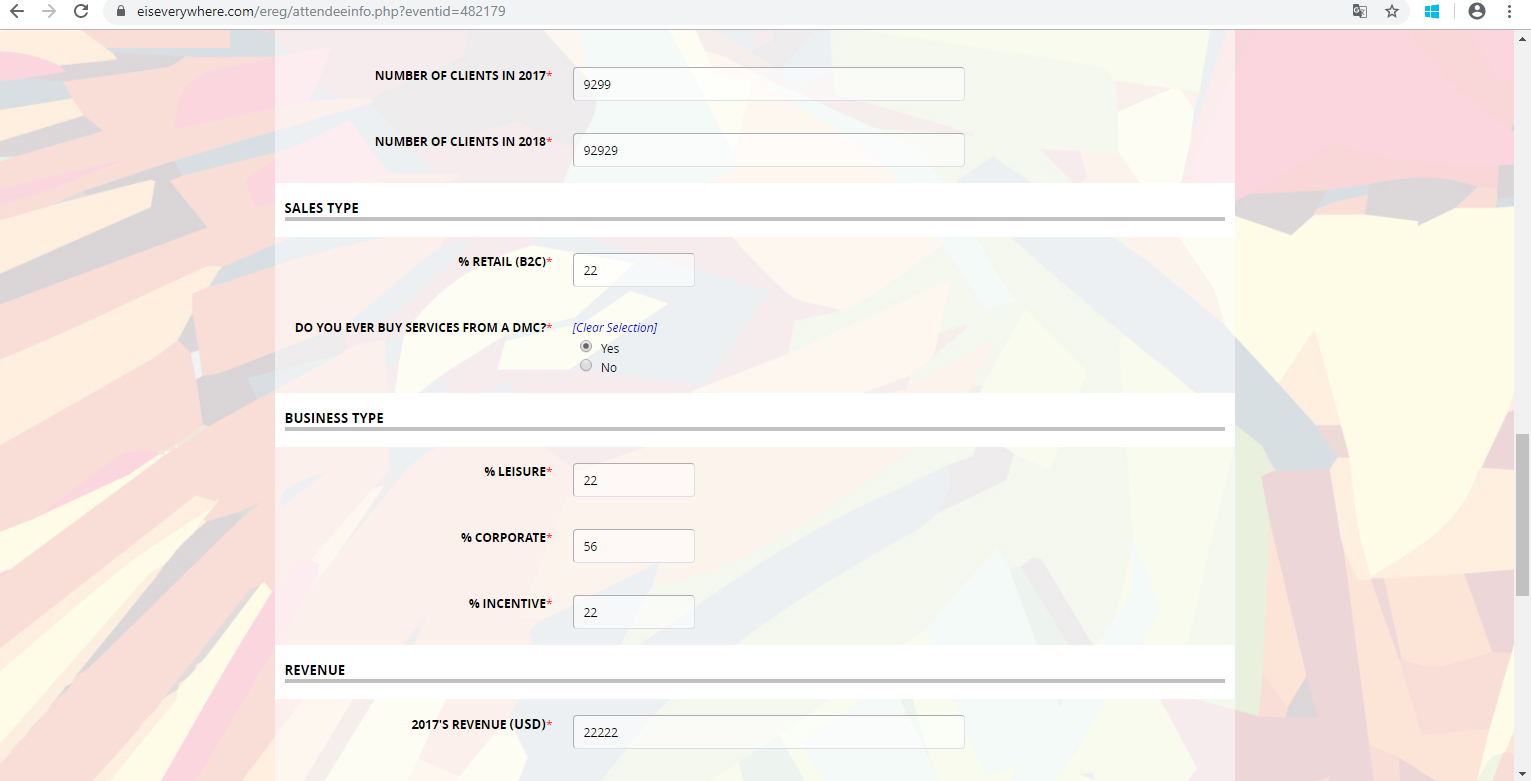 eiseverywhere.com/ereg/attendeeinfo.php?eventid=482179
NUMBER OF CLIENTS IN 2017* 9299
NUMBER OF CLIENTS IN 2018* 92929
SALES TYPE
% RETAIL (B2C)* 22
DO YOU EVER BUY SERVICES FROM A DMC?* [Clear Selection]
Yes
No
BUSINESS TYPE
% LEISURE* 22
% CORPORATE* 56
% INCENTIVE* 22
REVENUE
2017'S REVENUE (USD)* 22222